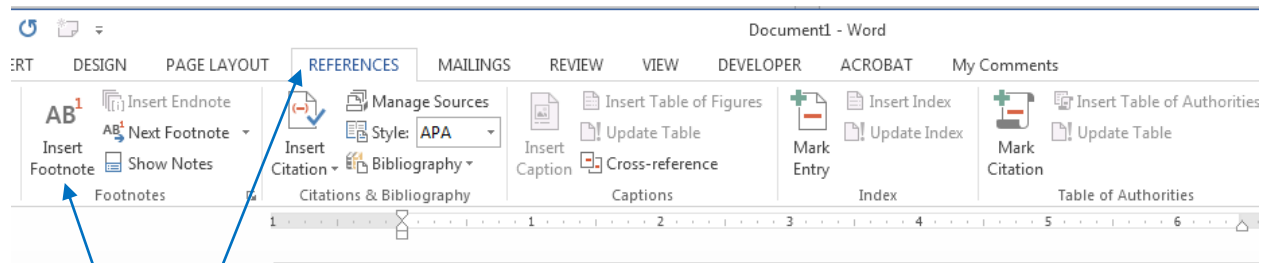 Document1 - Word
ERT DESIGN PAGE LAYOUT REFERENCES MAILINGS REVIEW VIEW DEVELOPER ACROBAT My Comments
AB1 Insert Footnote
Insert Endnote
AB1 Next Footnote
Show Notes
Footnotes
Insert Citation
Manage Sources
Style: APA
Bibliography
Citations & Bibliography
Insert Caption
Insert Table of Figures
Update Table
Cross-reference
Captions
Mark Entry
Insert Index
Update Index
Index
Mark Citation
Insert Table of Authorities
Update Table
Table of Authorities
1 1 2 3 4 5 6